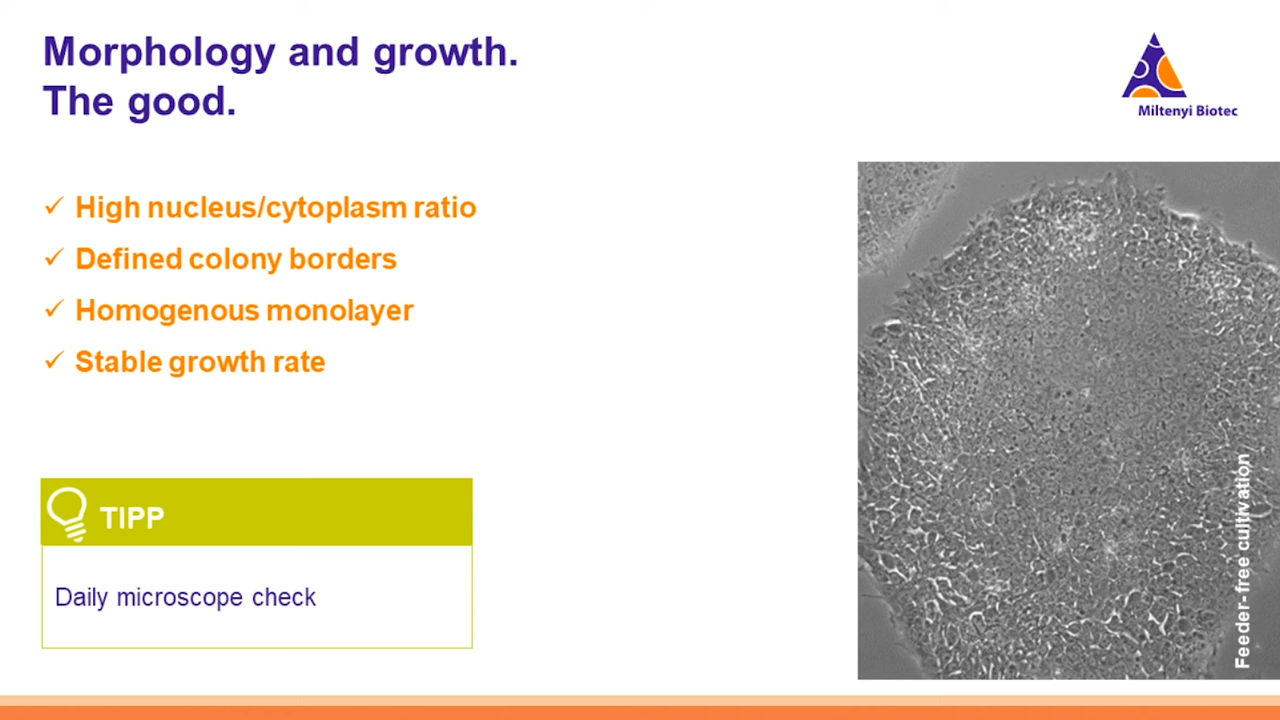 Morphology and growth.
The good.
Miltenyi Biotec
✓ High nucleus/cytoplasm ratio
✓ Defined colony borders
✓ Homogenous monolayer
✓ Stable growth rate
TIPP
Daily microscope check
Feeder-free cultivation